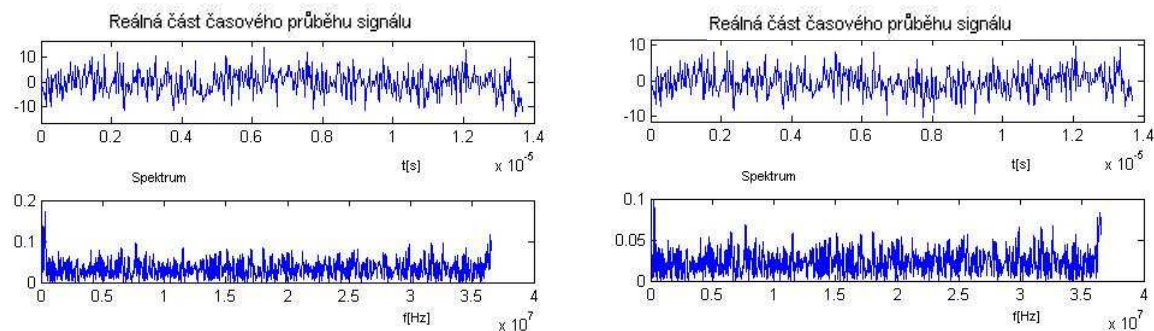 Reálná část časového průběhu signálu
10
0
-10
0 0.2 0.4 0.6 0.8 1 1.2 1.4
t[s] x 10^-5
Spektrum
0.2
0.1
0
0 0.5 1 1.5 2 2.5 3 3.5 4
f[Hz] x 10^7
Reálná část časového průběhu signálu
10
0
-10
0 0.2 0.4 0.6 0.8 1 1.2 1.4
t[s] x 10^-5
Spektrum
0.1
0.05
0
0 0.5 1 1.5 2 2.5 3 3.5 4
f[Hz] x 10^7